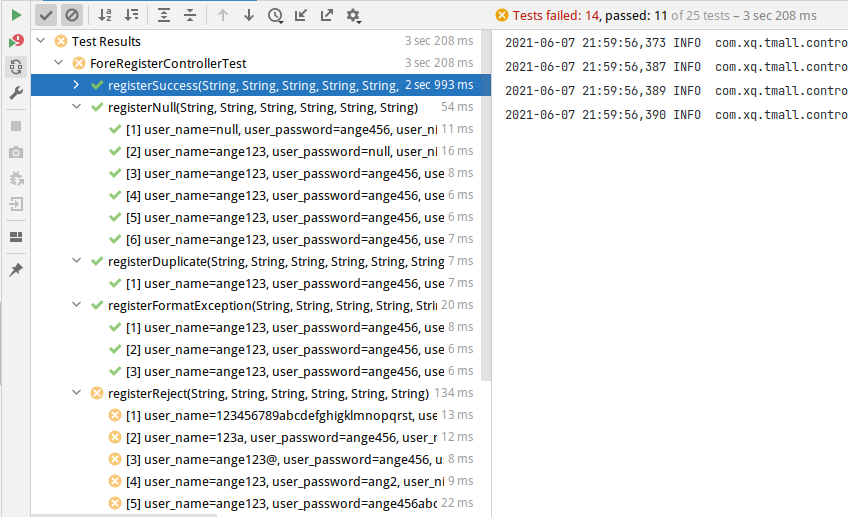 Tests failed: 14, passed: 11 of 25 tests – 3 sec 208 ms
Test Results 3 sec 208 ms
ForeRegisterControllerTest 3 sec 208 ms
registerSuccess(String, String, String, String, String, 2 sec 993 ms
registerNull(String, String, String, String, String, String) 54 ms
[1] user_name=null, user_password=ange456, user_ni 11 ms
[2] user_name=ange123, user_password=null, user_ni 16 ms
[3] user_name=ange123, user_password=ange456, use 8 ms
[4] user_name=ange123, user_password=ange456, use 6 ms
[5] user_name=ange123, user_password=ange456, use 6 ms
[6] user_name=ange123, user_password=ange456, use 7 ms
registerDuplicate(String, String, String, String, String, String 7 ms
[1] user_name=ange123, user_password=ange456, use 7 ms
registerFormatException(String, String, String, String, Stri 20 ms
[1] user_name=ange123, user_password=ange456, use 8 ms
[2] user_name=ange123, user_password=ange456, use 6 ms
[3] user_name=ange123, user_password=ange456, use 6 ms
registerReject(String, String, String, String, String, String) 134 ms
[1] user_name=123456789abcdefghigklmnopqrst, use 13 ms
[2] user_name=123a, user_password=ange456, user_n 12 ms
[3] user_name=ange123@, user_password=ange456, u 8 ms
[4] user_name=ange123, user_password=ang2, user_ni 9 ms
[5] user_name=ange123, user_password=ange456abc 22 ms
2021-06-07 21:59:56,373 INFO com.xq.tmall.contro
2021-06-07 21:59:56,387 INFO com.xq.tmall.contro
2021-06-07 21:59:56,389 INFO com.xq.tmall.contro
2021-06-07 21:59:56,390 INFO com.xq.tmall.contro